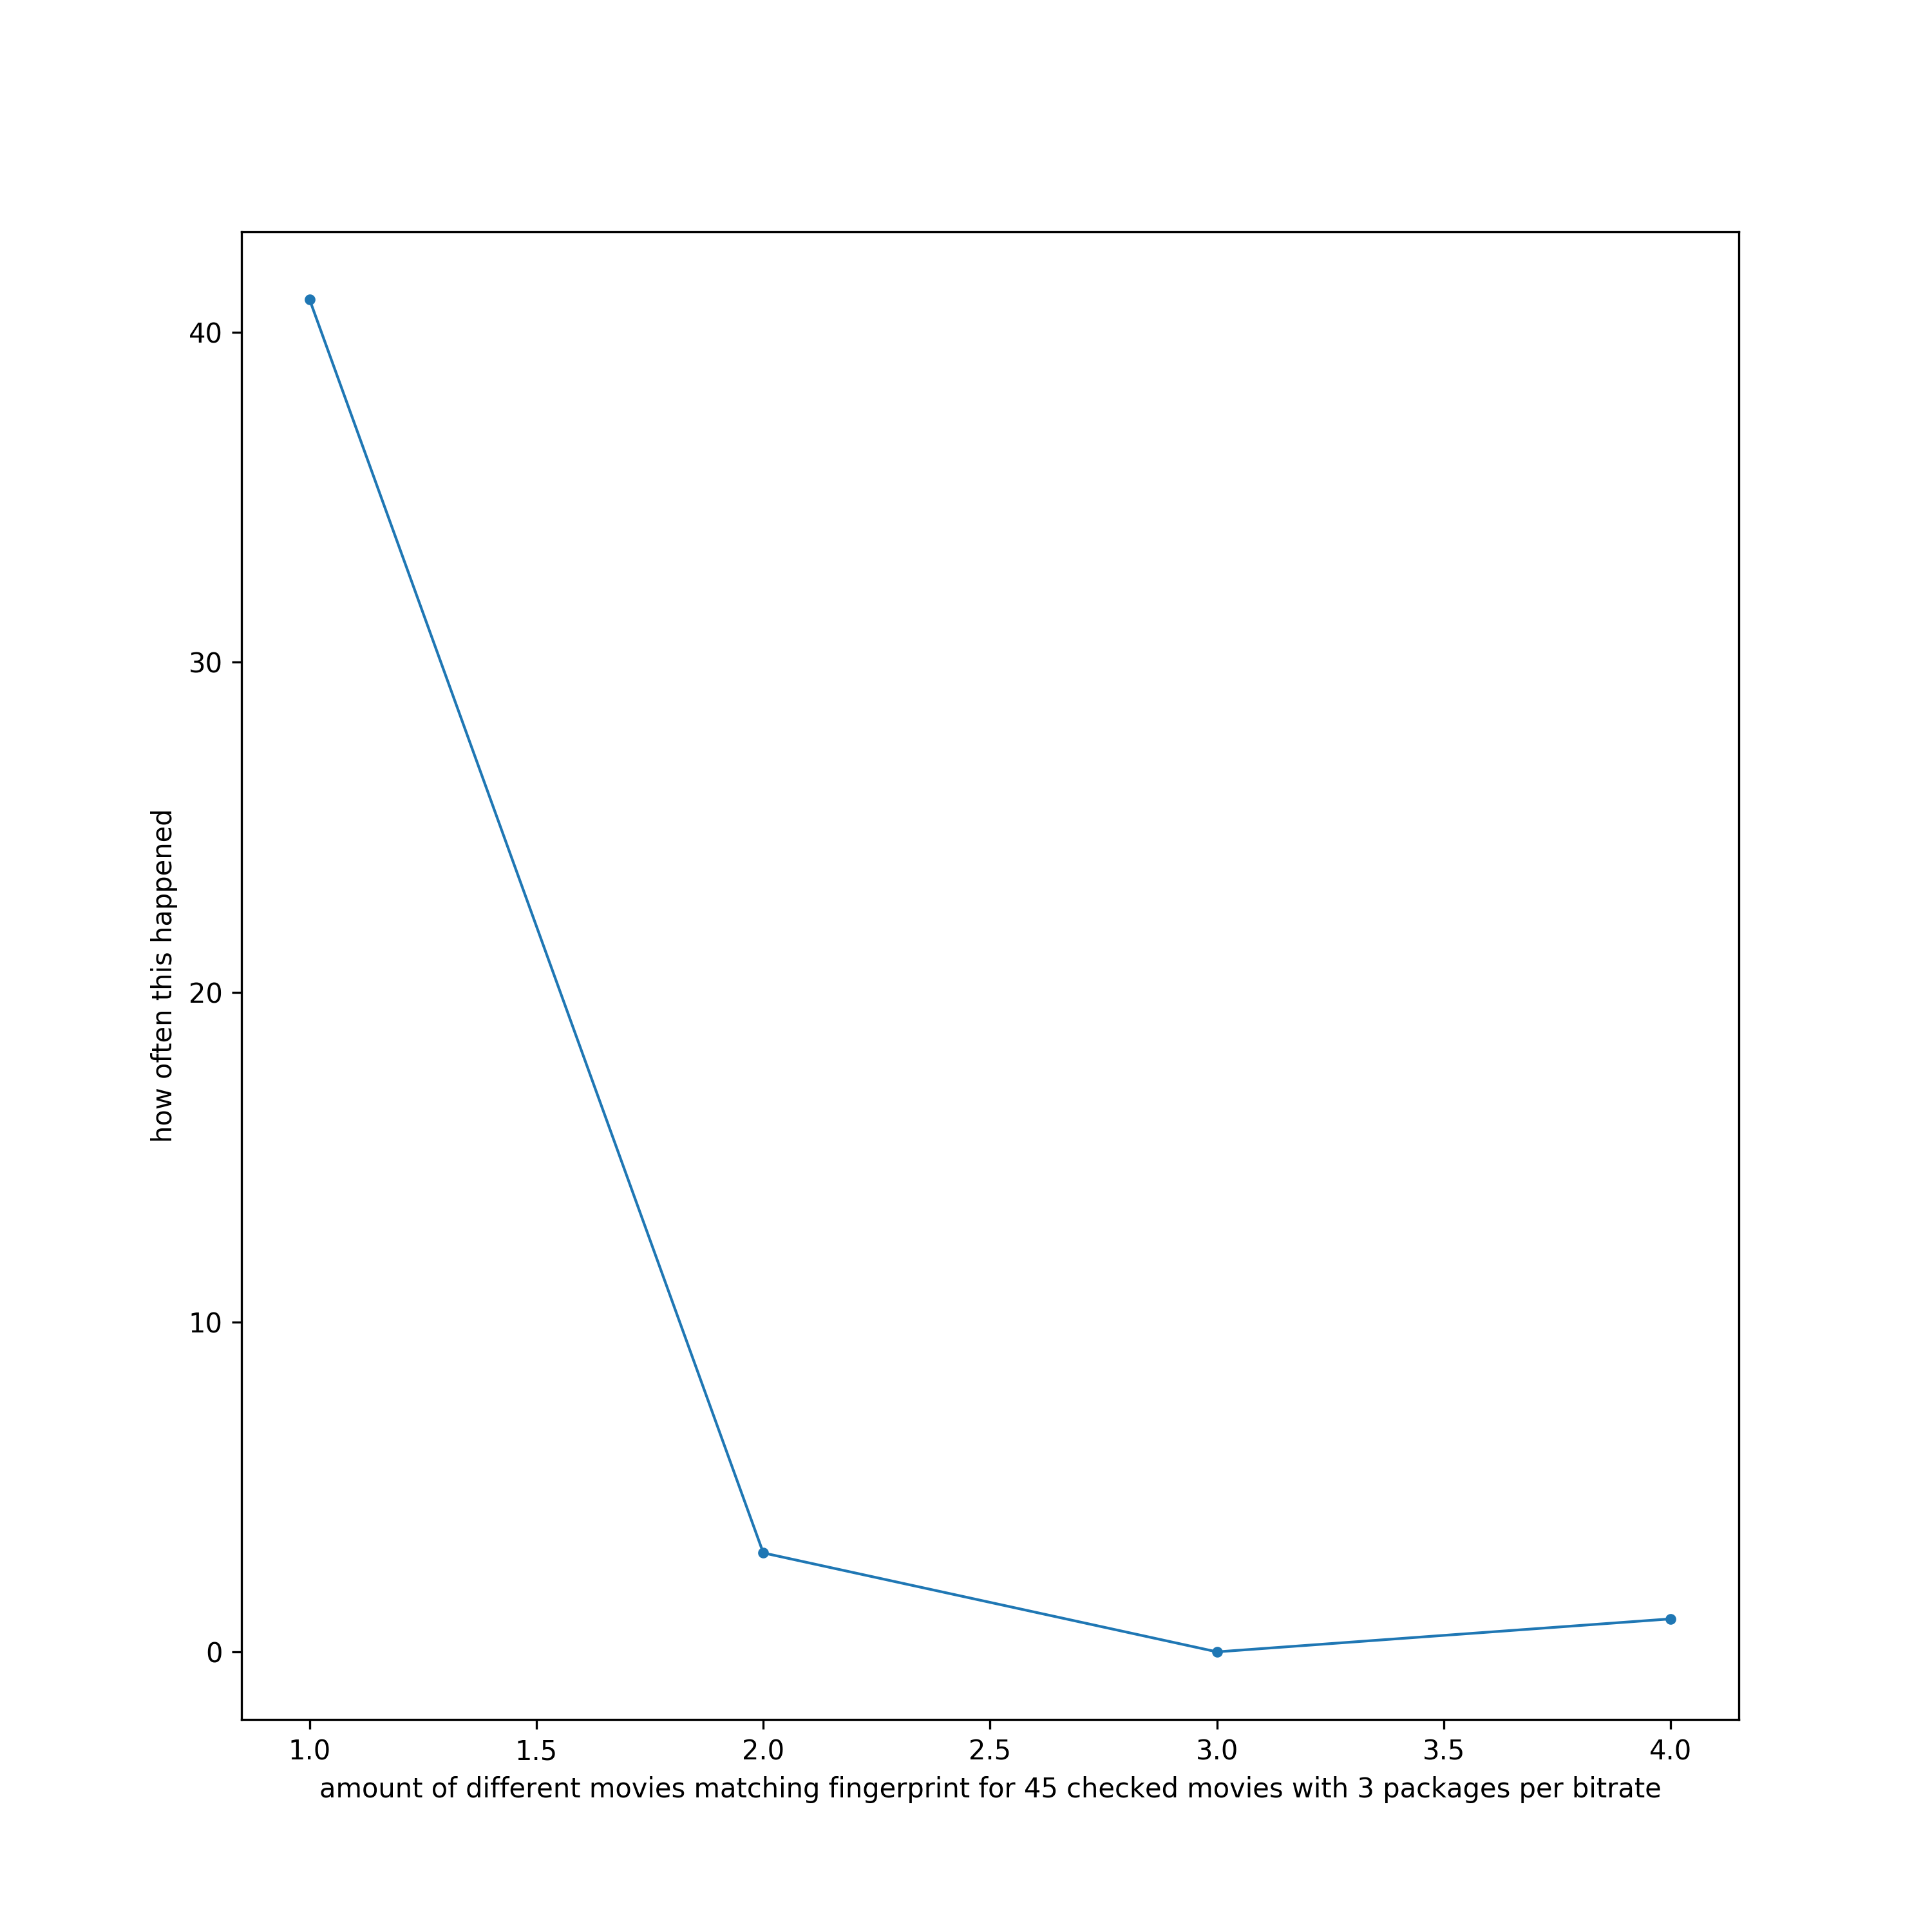 40
30
20
10
0
how often this happened
1.0 1.5 2.0 2.5 3.0 3.5 4.0
amount of different movies matching fingerprint for 45 checked movies with 3 packages per bitrate